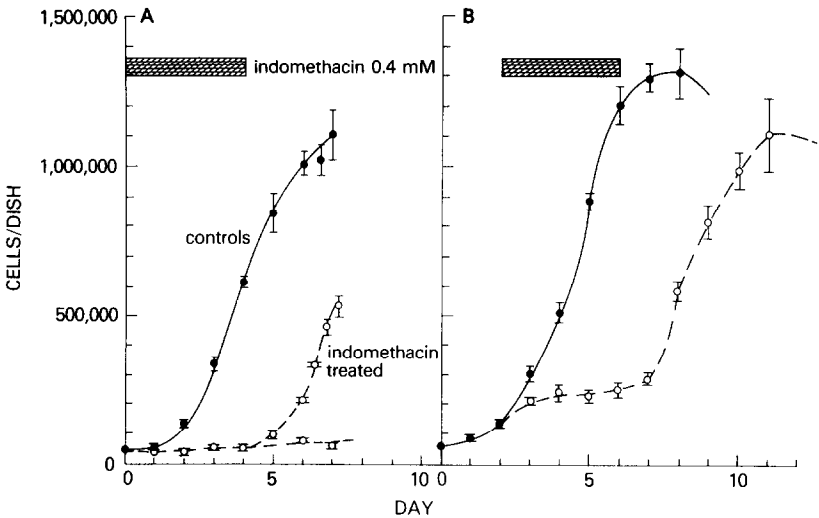 A
B
1,500,000
indomethacin 0.4 mM
1,000,000
controls
CELLS/DISH
500,000
indomethacin
treated
0
0
5
10
0
5
10
DAY